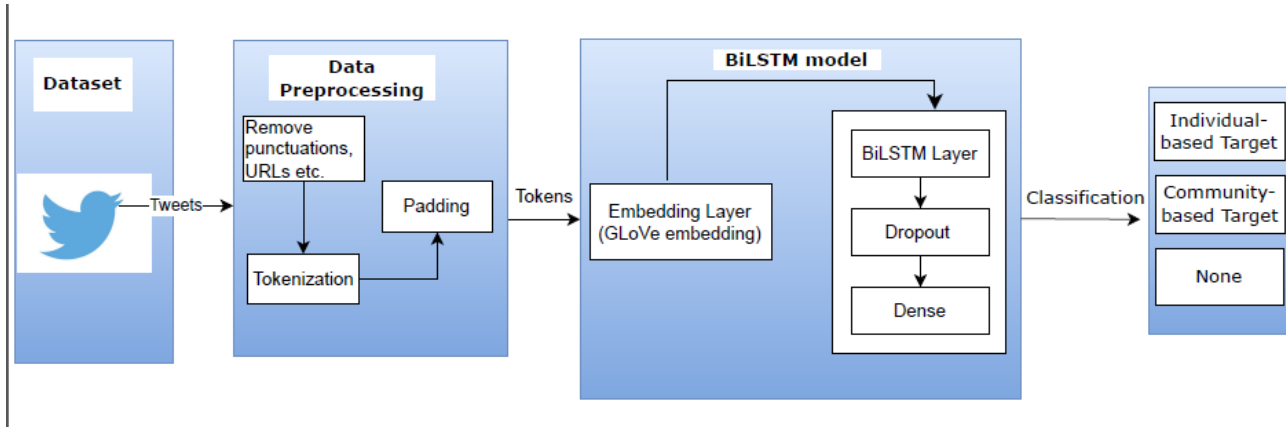 Dataset
Tweets
Data
Preprocessing
Remove
punctuations,
URLs etc.
Tokenization
Padding
Tokens
BiLSTM model
Embedding Layer
(GLoVe embedding)
BiLSTM Layer
Dropout
Dense
Classification
Individual-
based Target
Community-
based Target
None